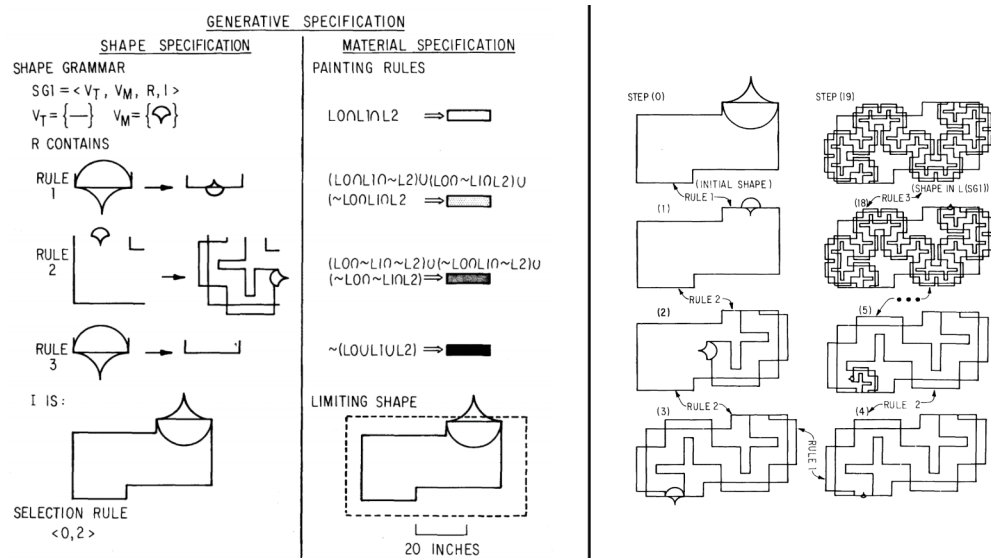 GENERATIVE SPECIFICATION
SHAPE SPECIFICATION
SHAPE GRAMMAR
SG1 = < V_T, V_M, R, I >
V_T = { — } V_M = { }
R CONTAINS
RULE 1
RULE 2
RULE 3
I IS:
SELECTION RULE
<0,2>
MATERIAL SPECIFICATION
PAINTING RULES
L0∩L1∩L2 ⇒
(L0∩L1∩~L2)∪(L0∩~L1∩L2)∪
(~L0∩L1∩L2 ⇒
(L0∩~L1∩~L2)∪(~L0∩L1∩~L2)∪
(~L0∩~L1∩L2) ⇒
~(L0∪L1∪L2) ⇒
LIMITING SHAPE
20 INCHES
STEP (0)
(INITIAL SHAPE)
RULE 1
(1)
RULE 2
(2)
RULE 2
(3)
RULE 1
(4)
RULE 2
(5)
•••
(18)
RULE 3
(SHAPE IN L(SG1))
STEP (19)